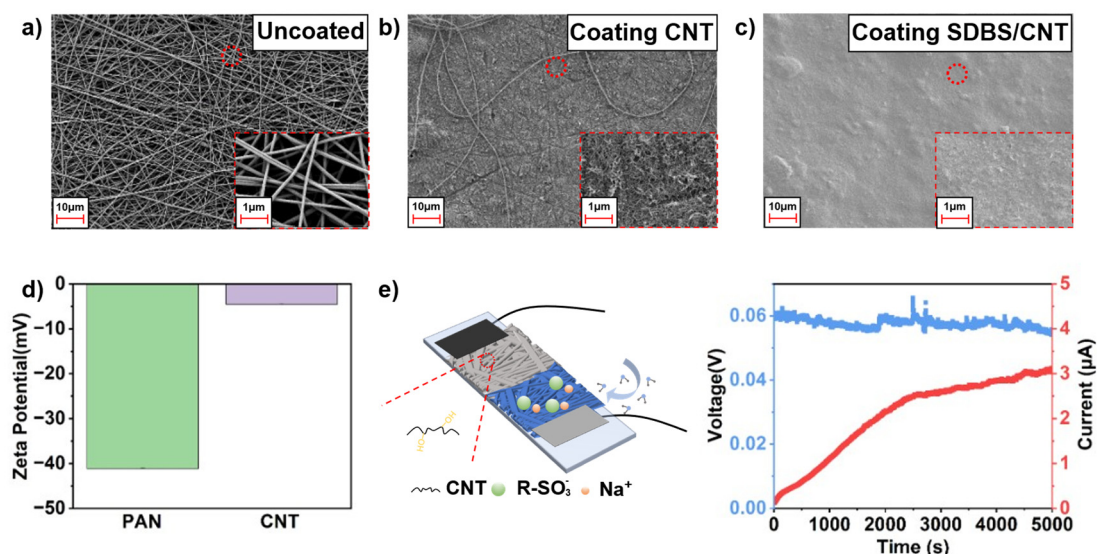 a)
Uncoated
10μm
1μm
b)
Coating CNT
10μm
1μm
c)
Coating SDBS/CNT
10μm
1μm
d)
Zeta Potential(mV)
0
−10
−20
−30
−40
−50
PAN
CNT
e)
HO
OH
CNT
R-SO₃⁻
Na⁺
Voltage(V)
0.06
0.04
0.02
0.00
5
4
3
2
1
0
Current (μA)
0
1000
2000
3000
4000
5000
Time (s)